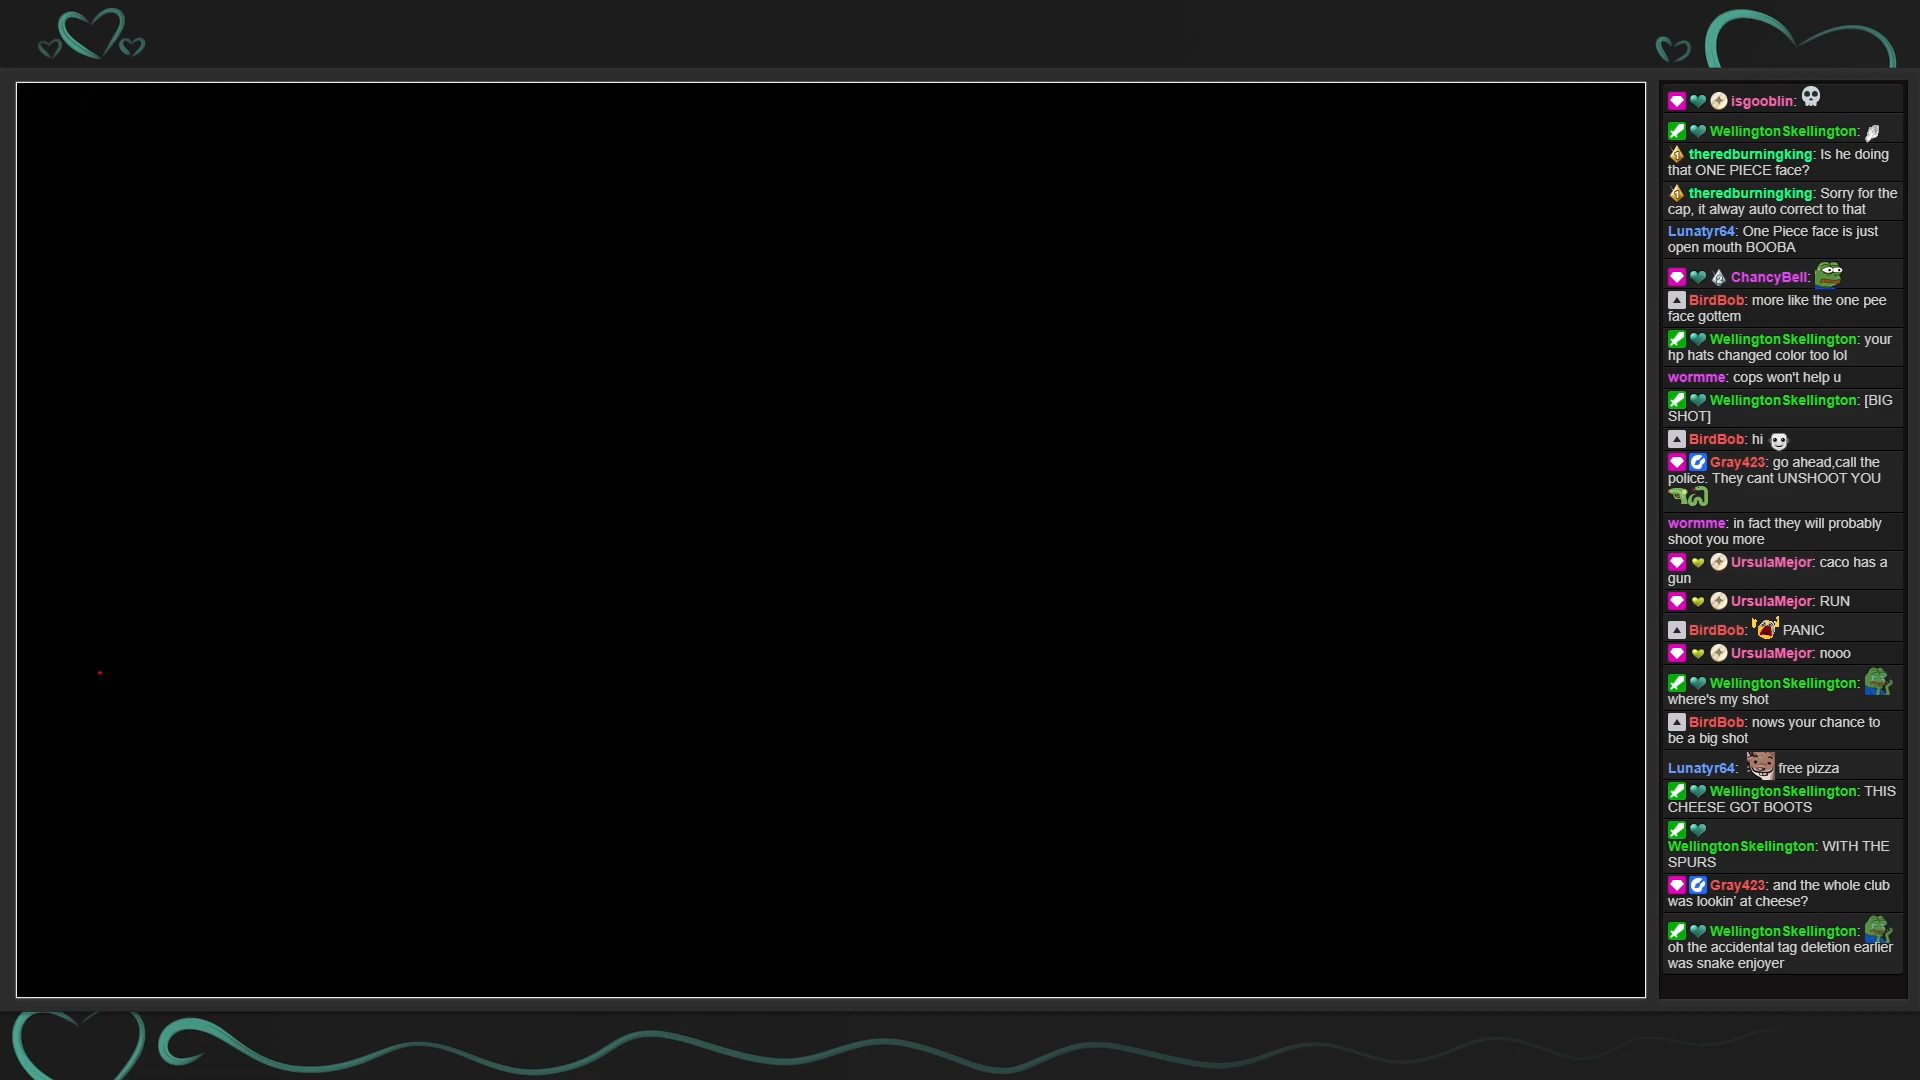 isgooblin:
WellingtonSkellington:
theredburningking: Is he doing
that ONE PIECE face?
theredburningking: Sorry for the
cap, it alway auto correct to that
Lunatyr64: One Piece face is just
open mouth BOOBA
ChancyBell:
BirdBob: more like the one pee
face gottem
WellingtonSkellington: your
hp hats changed color too lol
wormme: cops won't help u
WellingtonSkellington: [BIG
SHOT]
BirdBob: hi
Gray423: go ahead,call the
police. They cant UNSHOOT YOU
wormme: in fact they will probably
shoot you more
UrsulaMejor: caco has a
gun
UrsulaMejor: RUN
BirdBob: PANIC
UrsulaMejor: nooo
WellingtonSkellington:
where's my shot
BirdBob: nows your chance to
be a big shot
Lunatyr64: free pizza
WellingtonSkellington: THIS
CHEESE GOT BOOTS
WellingtonSkellington: WITH THE
SPURS
Gray423: and the whole club
was lookin' at cheese?
WellingtonSkellington:
oh the accidental tag deletion earlier
was snake enjoyer